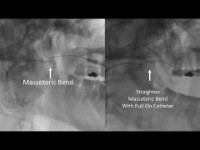 Masseteric Bend
Straighten
Masseteric Bend
With Pull On Catheter